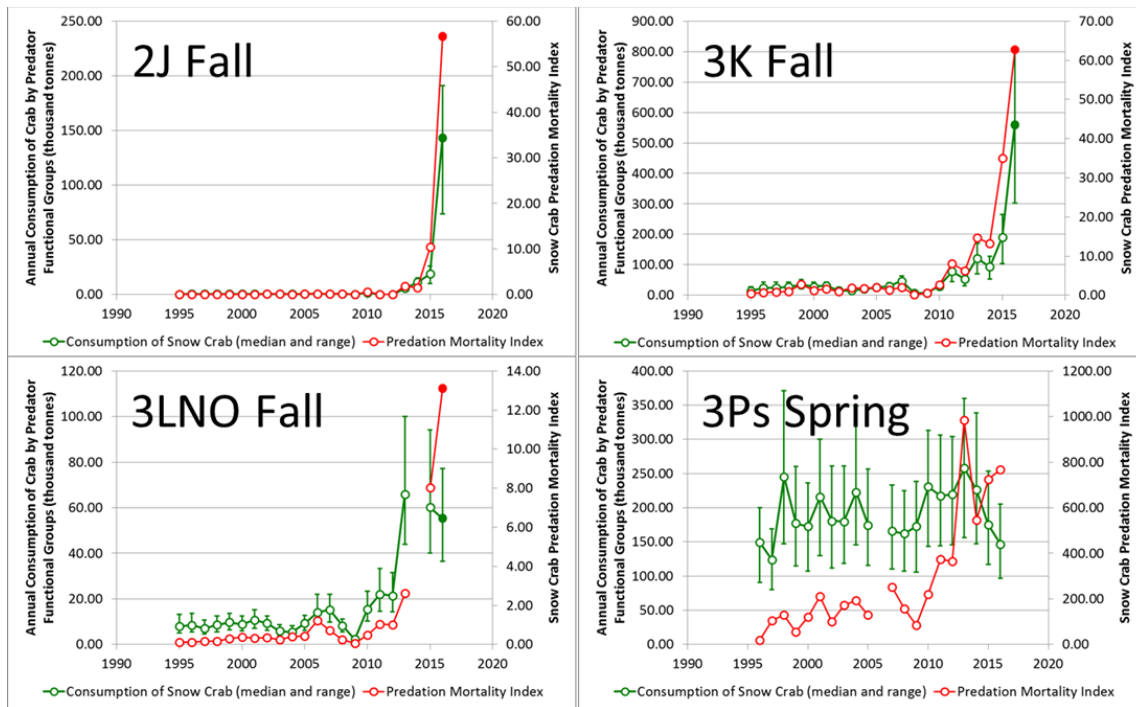 2J Fall
Annual Consumption of Crab by Predator
Functional Groups (thousand tonnes)
250.00
200.00
150.00
100.00
50.00
0.00
60.00
50.00
40.00
30.00
20.00
10.00
0.00
Snow Crab Predation Mortality Index
1990 1995 2000 2005 2010 2015 2020
Consumption of Snow Crab (median and range) Predation Mortality Index
3K Fall
Annual Consumption of Crab by Predator
Functional Groups (thousand tonnes)
900.00
800.00
700.00
600.00
500.00
400.00
300.00
200.00
100.00
0.00
70.00
60.00
50.00
40.00
30.00
20.00
10.00
0.00
Snow Crab Predation Mortality Index
1990 1995 2000 2005 2010 2015 2020
Consumption of Snow Crab (median and range) Predation Mortality Index
3LNO Fall
Annual Consumption of Crab by Predator
Functional Groups (thousand tonnes)
120.00
100.00
80.00
60.00
40.00
20.00
0.00
14.00
12.00
10.00
8.00
6.00
4.00
2.00
0.00
Snow Crab Predation Mortality Index
1990 1995 2000 2005 2010 2015 2020
Consumption of Snow Crab (median and range) Predation Mortality Index
3Ps Spring
Annual Consumption of Crab by Predator
Functional Groups (thousand tonnes)
400.00
350.00
300.00
250.00
200.00
150.00
100.00
50.00
0.00
1200.00
1000.00
800.00
600.00
400.00
200.00
0.00
Snow Crab Predation Mortality Index
1990 1995 2000 2005 2010 2015 2020
Consumption of Snow Crab (median and range) Predation Mortality Index